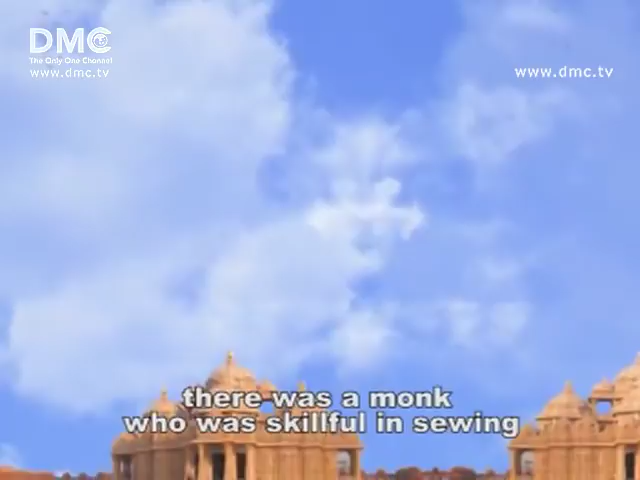 DMC
The Only One Channel
www.dmc.tv
www.dmc.tv
there was a monk
who was skillful in sewing